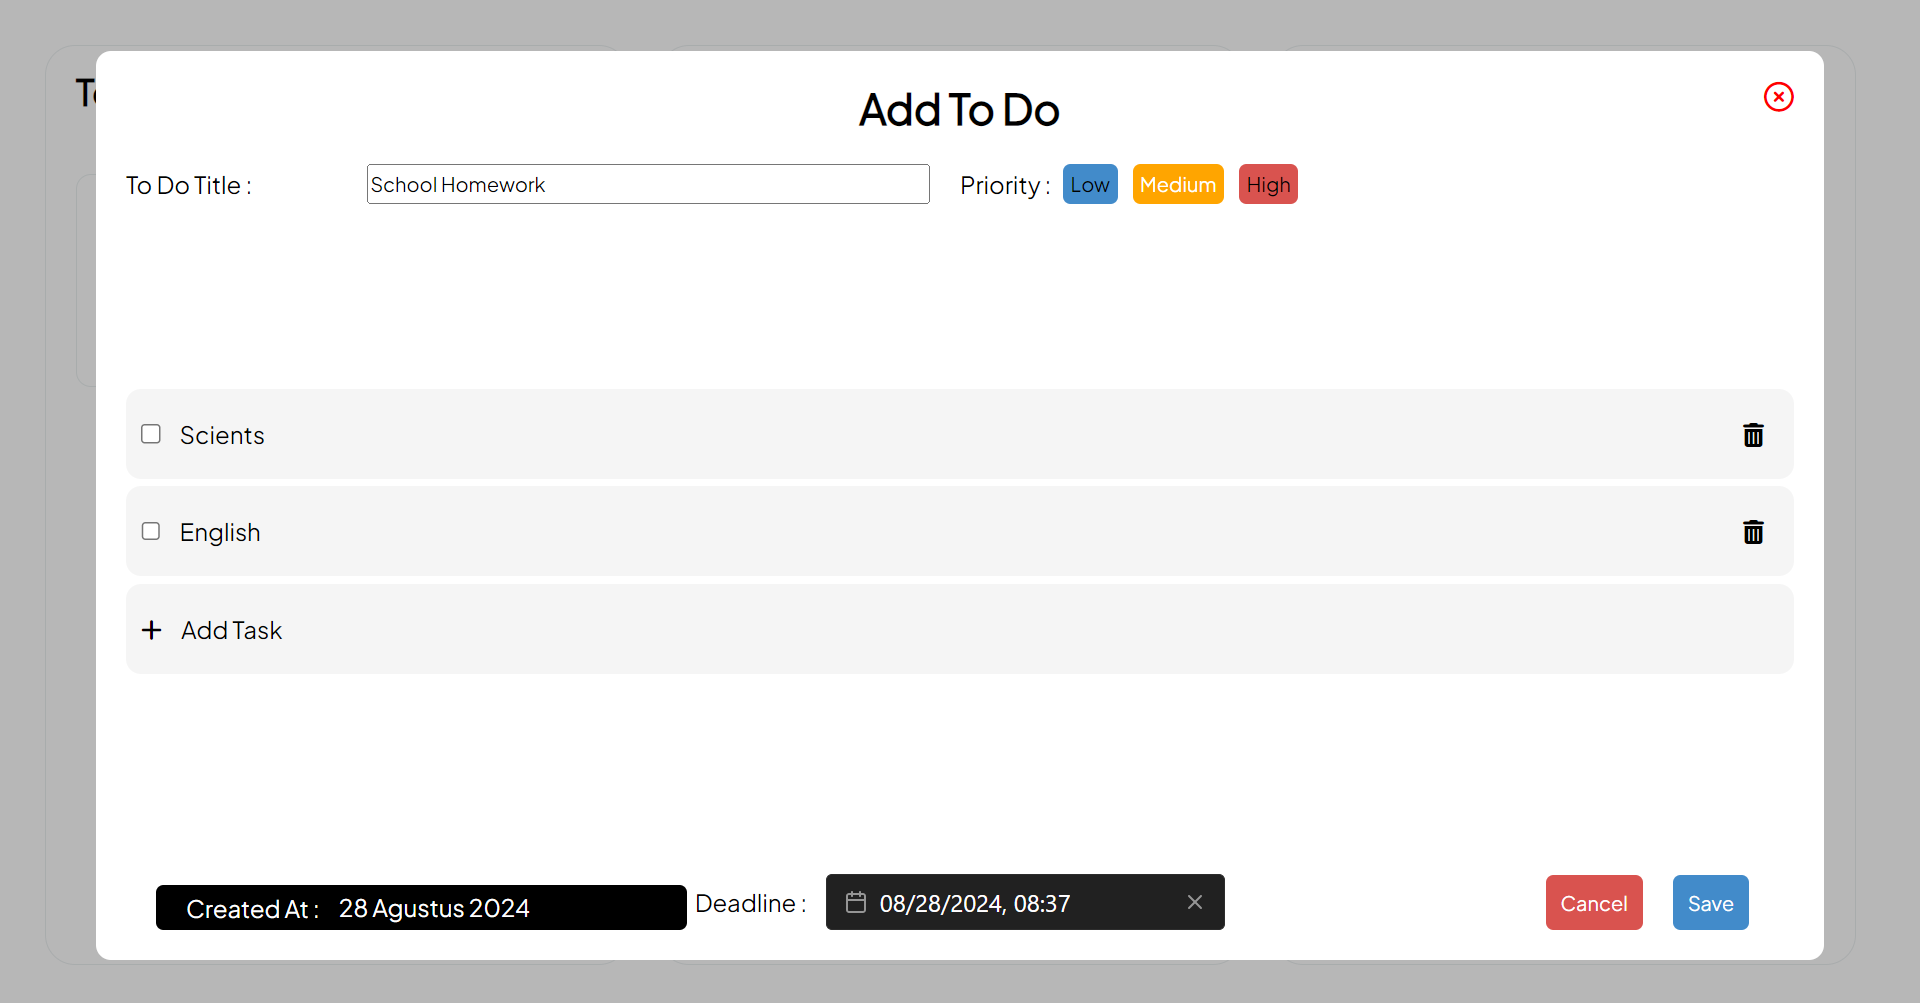 To
Add To Do
To Do Title :
School Homework
Priority :
Low
Medium
High
Scients
English
Add Task
Created At :
28 Agustus 2024
Deadline :
08/28/2024, 08:37
Cancel
Save